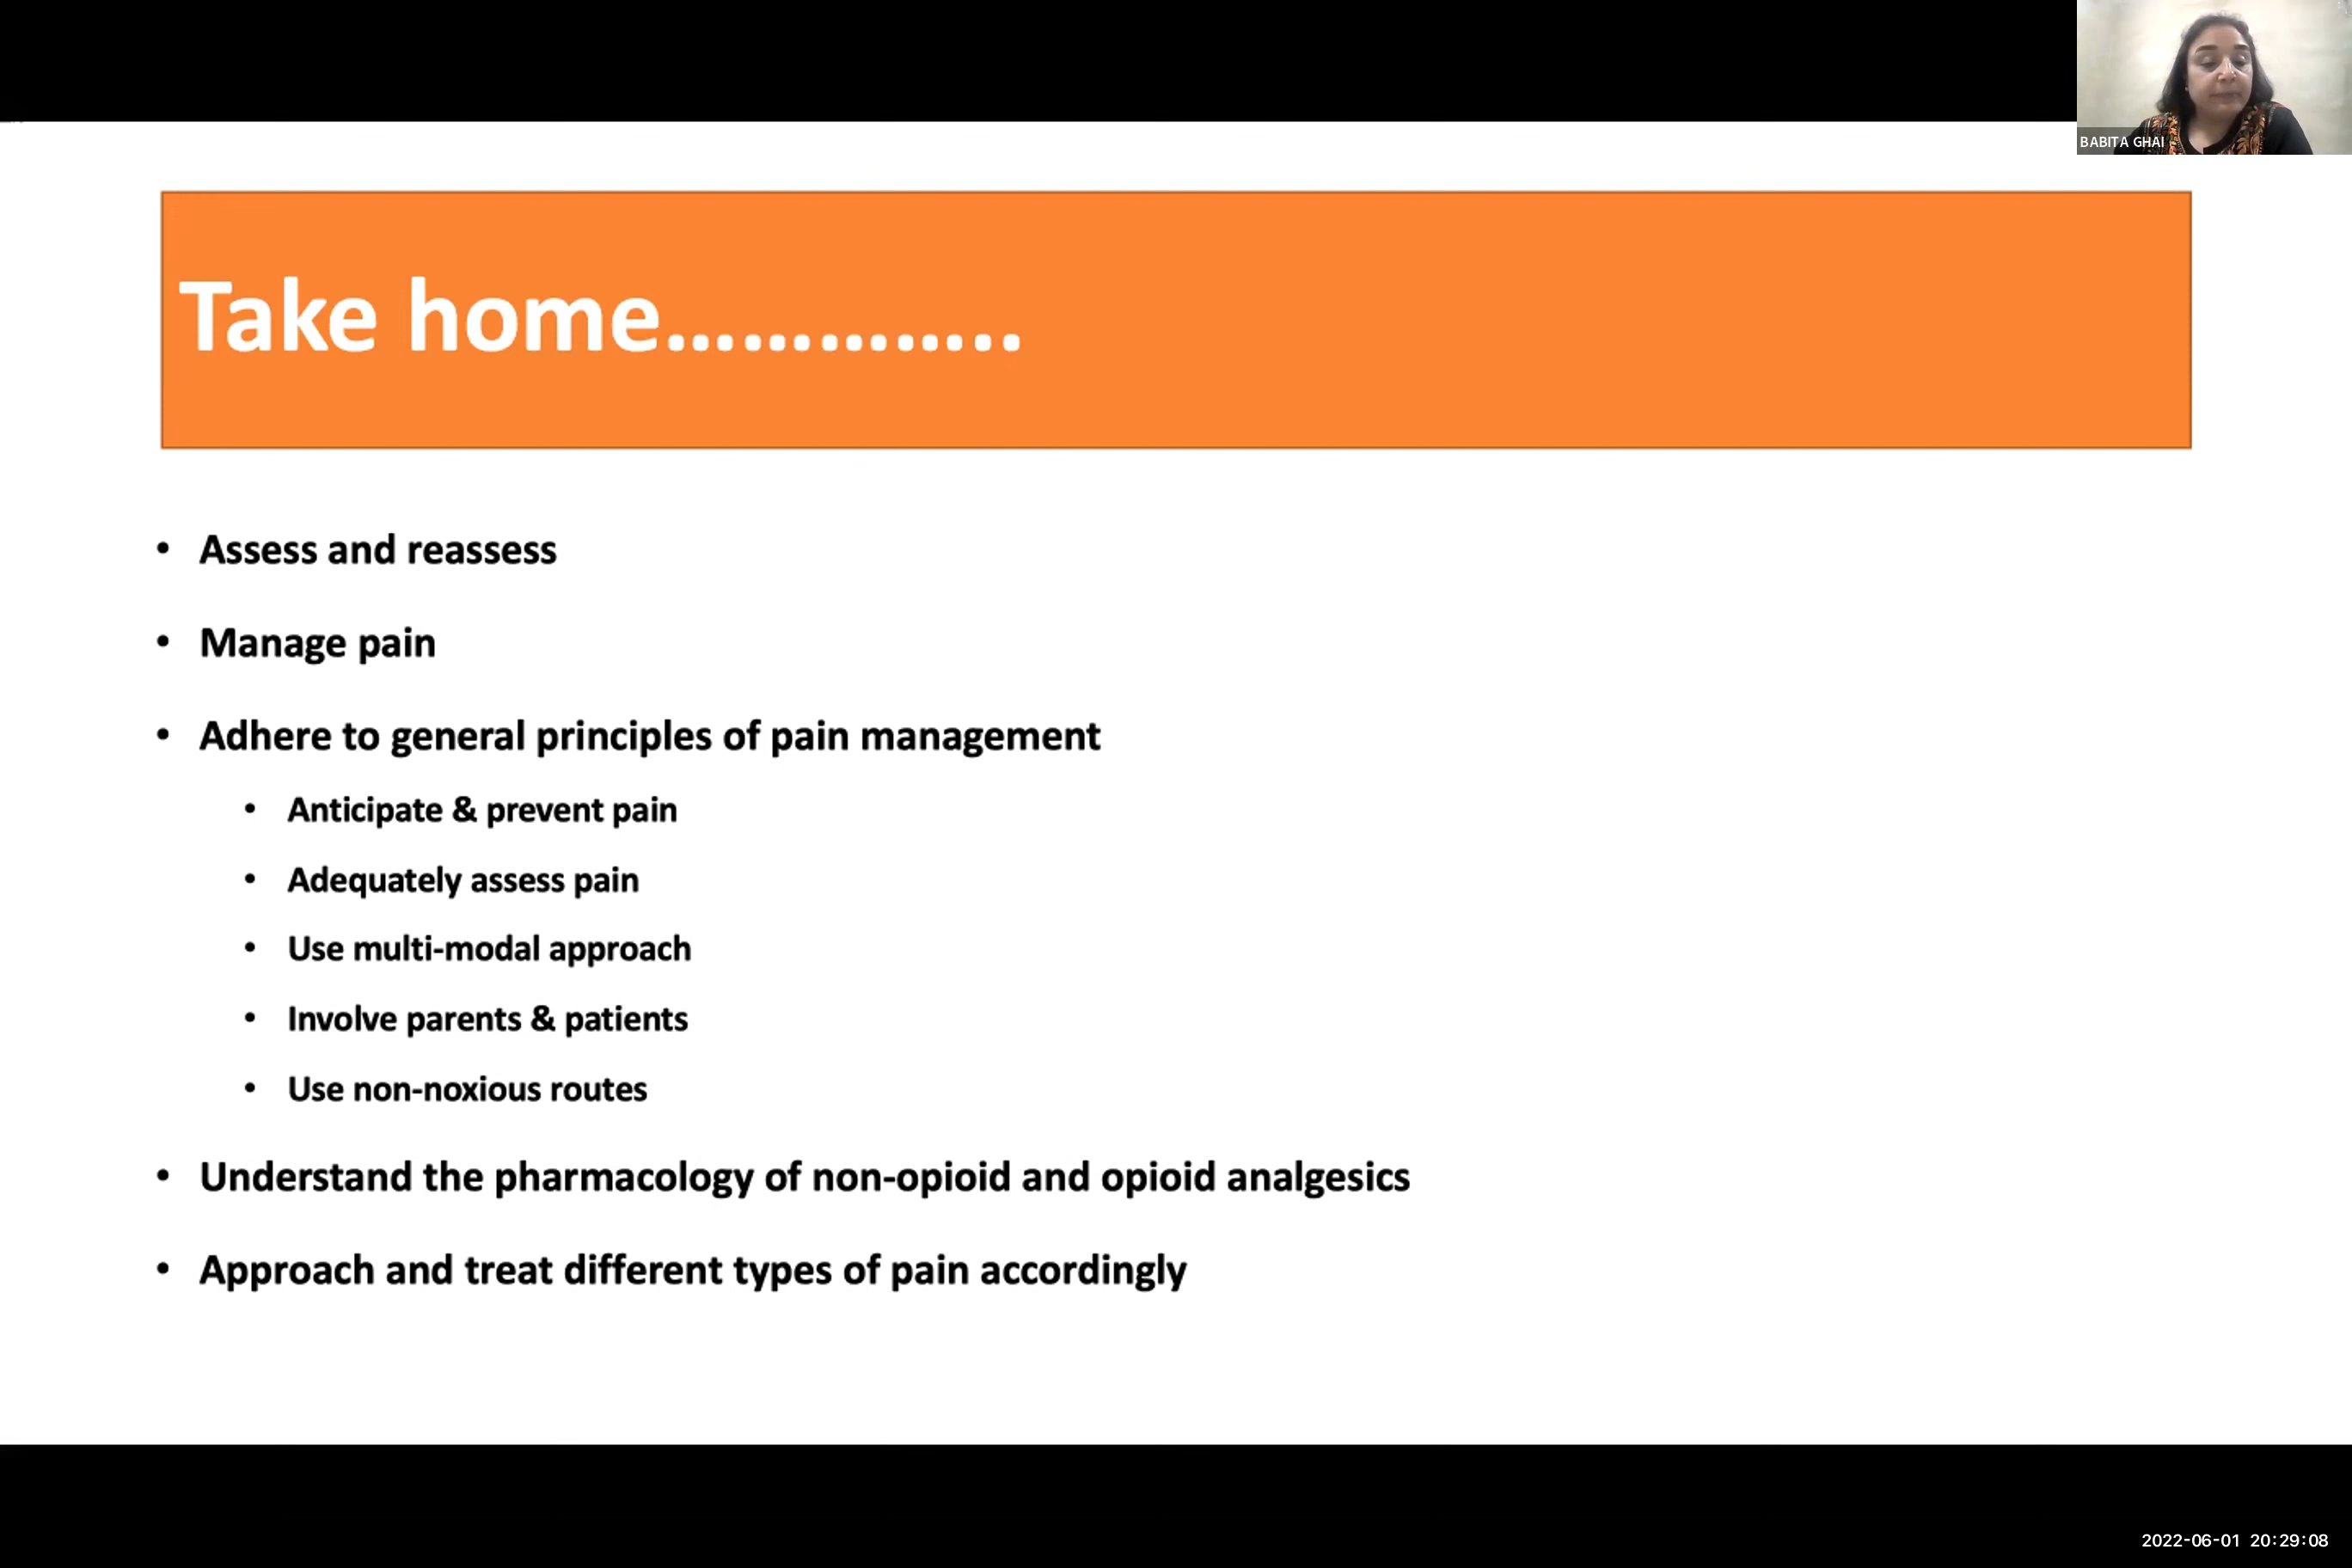 BABITA GHAI
Take home..............
• Assess and reassess
• Manage pain
• Adhere to general principles of pain management
• Anticipate & prevent pain
• Adequately assess pain
• Use multi-modal approach
• Involve parents & patients
• Use non-noxious routes
• Understand the pharmacology of non-opioid and opioid analgesics
• Approach and treat different types of pain accordingly
2022-06-01 20:29:08